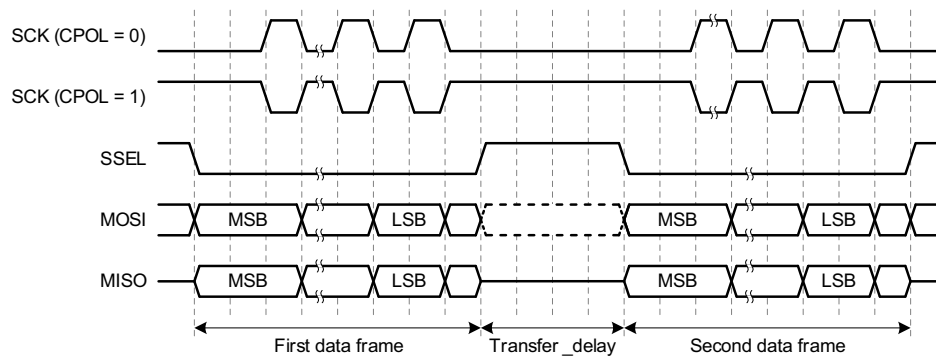 SCK (CPOL = 0)
SCK (CPOL = 1)
SSEL
MOSI MSB LSB MSB LSB
MISO MSB LSB MSB LSB
First data frame Transfer _delay Second data frame